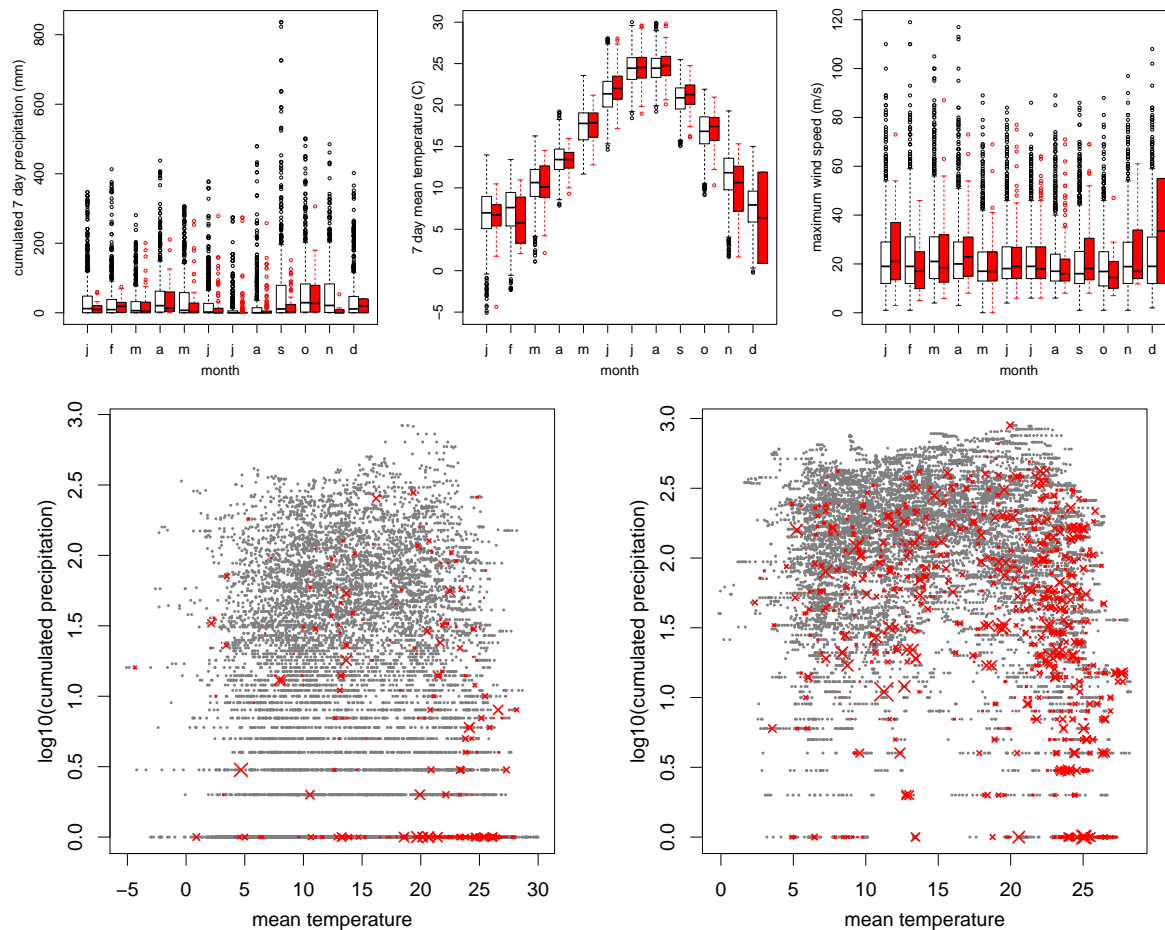 cumulated 7 day precipitation (mm)
0 200 400 600 800
j f m a m j j a s o n d
month
7 day mean temperature (C)
−5 0 5 10 15 20 25 30
j f m a m j j a s o n d
month
maximum wind speed (m/s)
0 20 40 60 80 100 120
j f m a m j j a s o n d
month
log10(cumulated precipitation)
0.0 0.5 1.0 1.5 2.0 2.5 3.0
−5 0 5 10 15 20 25 30
mean temperature
log10(cumulated precipitation)
0.0 0.5 1.0 1.5 2.0 2.5 3.0
0 5 10 15 20 25
mean temperature